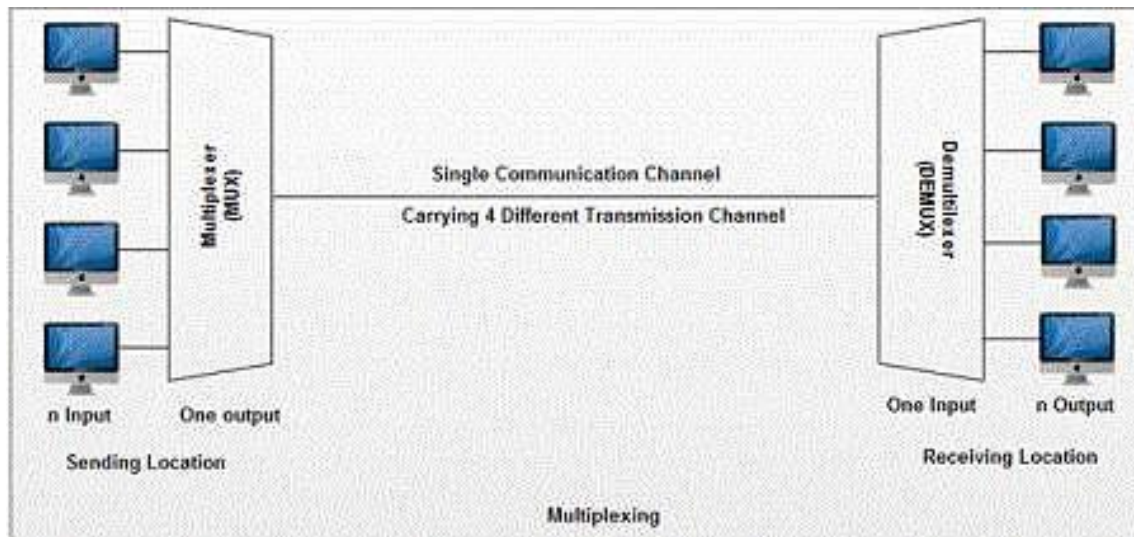 Multiplexer
(MUX)
Single Communication Channel
Carrying 4 Different Transmission Channel
Demutilexer
(DEMUX)
n Input
One output
One Input
n Output
Sending Location
Receiving Location
Multiplexing